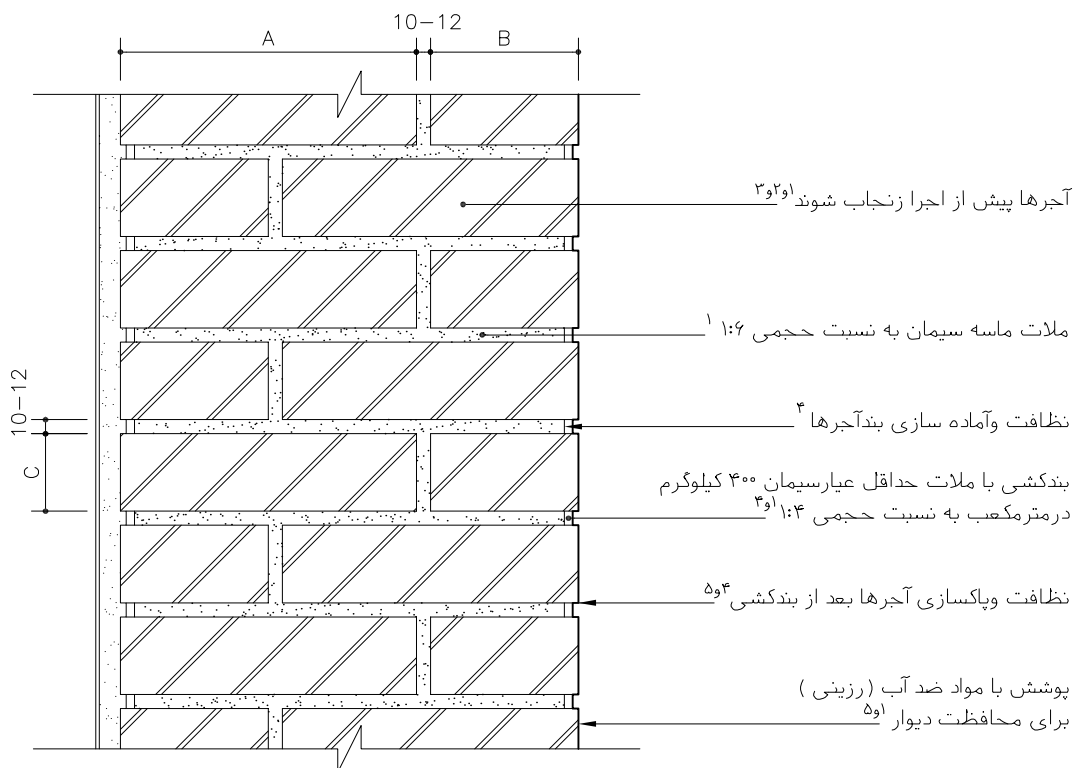 10-12
A
B
آجرها پیش از اجرا زنجاب شوند ۱و۲و۳
ملات ماسه سیمان به نسبت حجمی ۱:۶ ۱
10-12
نظافت وآماده سازی بندآجرها ۴
C
بندکشی با ملات حداقل عیارسیمان ۴۰۰ کیلوگرم
درمترمکعب به نسبت حجمی ۱:۴ ۱و۴
نظافت وپاکسازی آجرها بعد از بندکشی ۴و۵
پوشش با مواد ضد آب ( رزینی )
برای محافظت دیوار ۱و۵